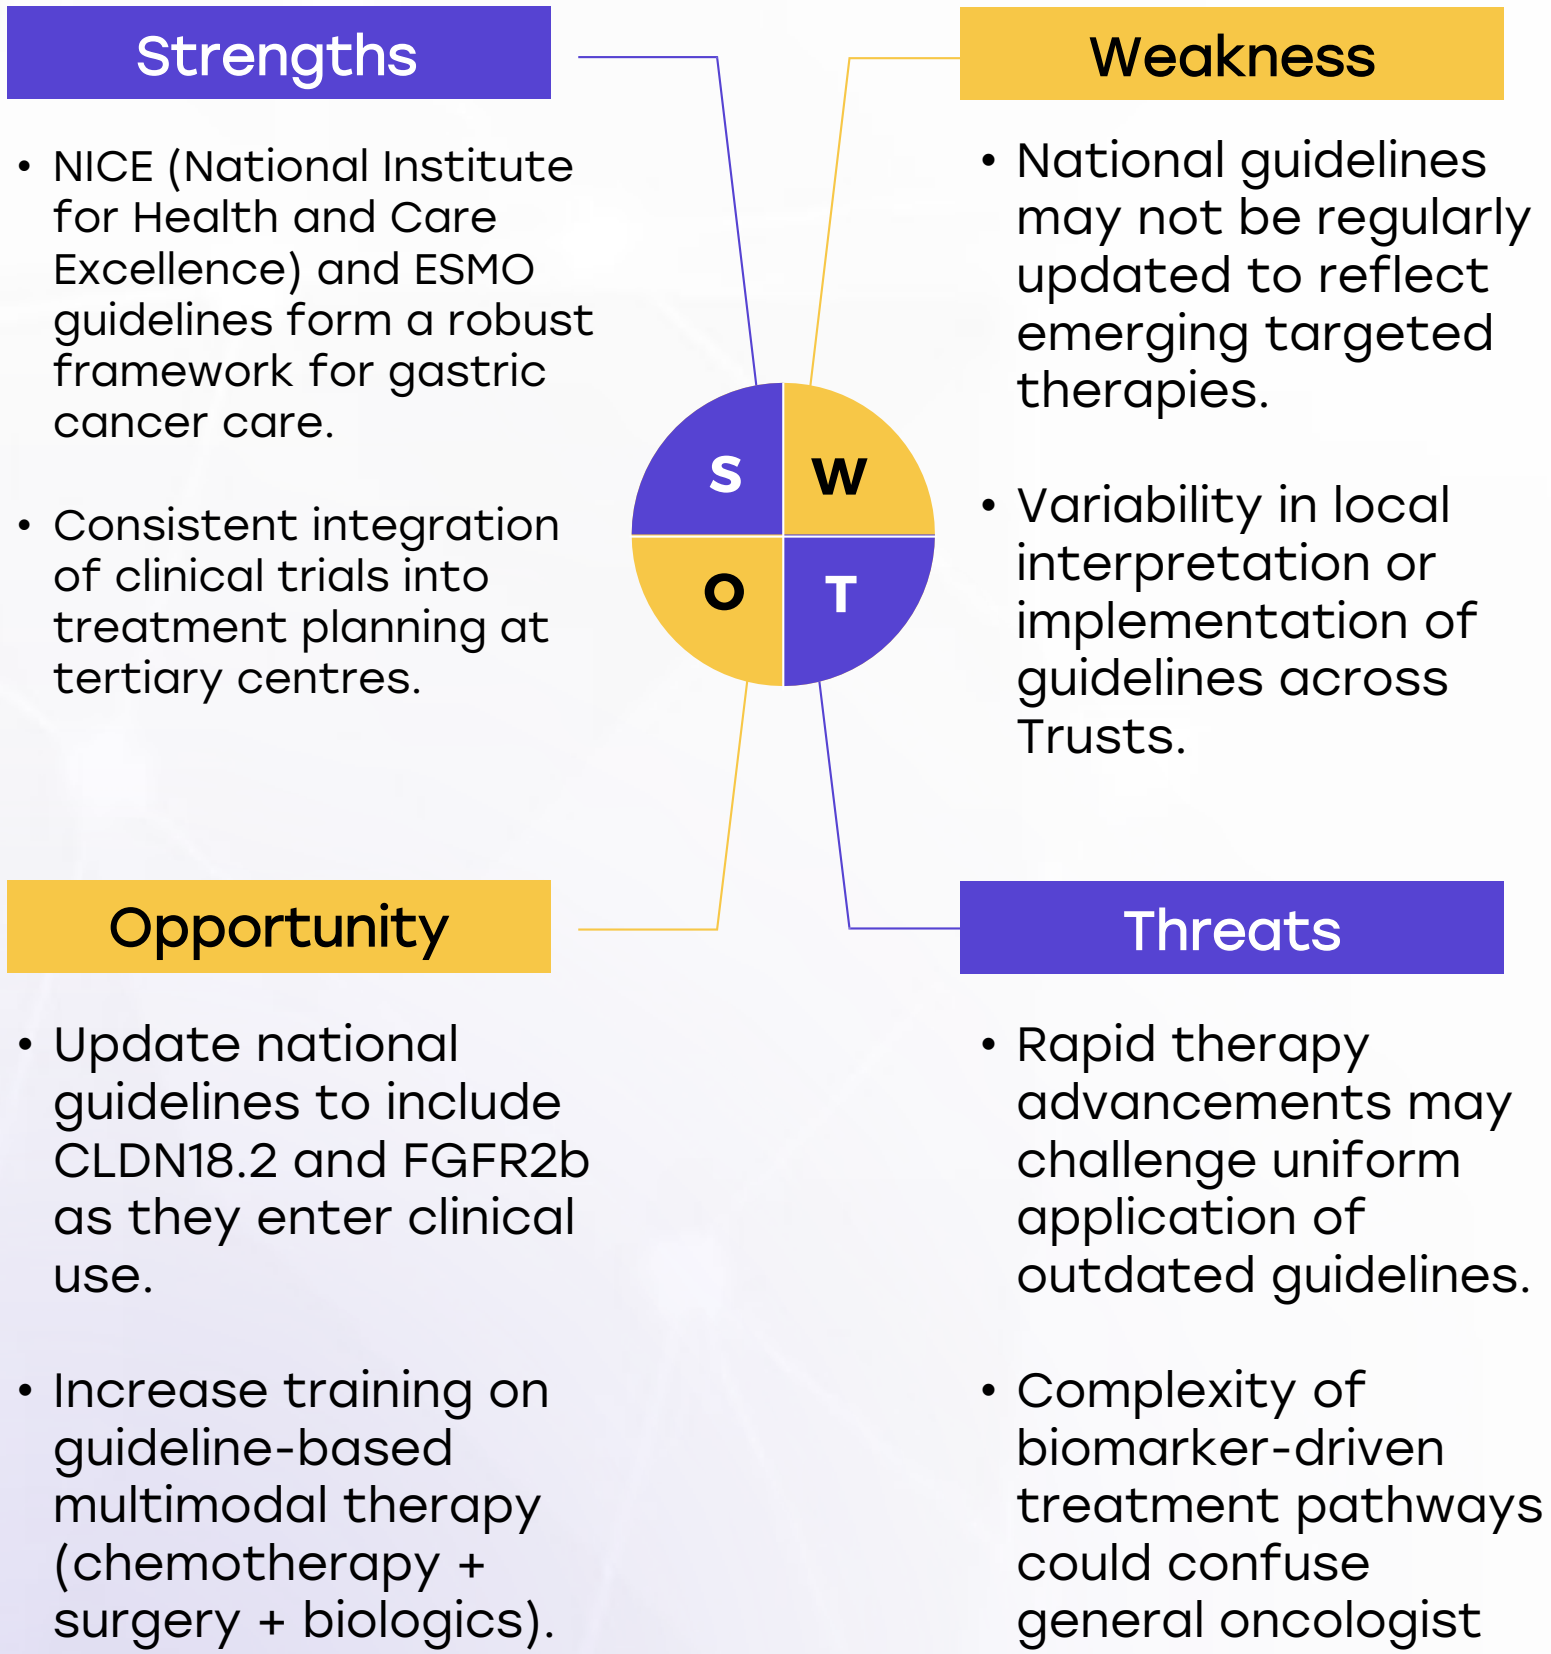 Strengths
• NICE (National Institute
for Health and Care
Excellence) and ESMO
guidelines form a robust
framework for gastric
cancer care.
• Consistent integration
of clinical trials into
treatment planning at
tertiary centres.
Weakness
• National guidelines
may not be regularly
updated to reflect
emerging targeted
therapies.
• Variability in local
interpretation or
implementation of
guidelines across
Trusts.
S
W
O
T
Opportunity
• Update national
guidelines to include
CLDN18.2 and FGFR2b
as they enter clinical
use.
• Increase training on
guideline-based
multimodal therapy
(chemotherapy +
surgery + biologics).
Threats
• Rapid therapy
advancements may
challenge uniform
application of
outdated guidelines.
• Complexity of
biomarker-driven
treatment pathways
could confuse
general oncologist